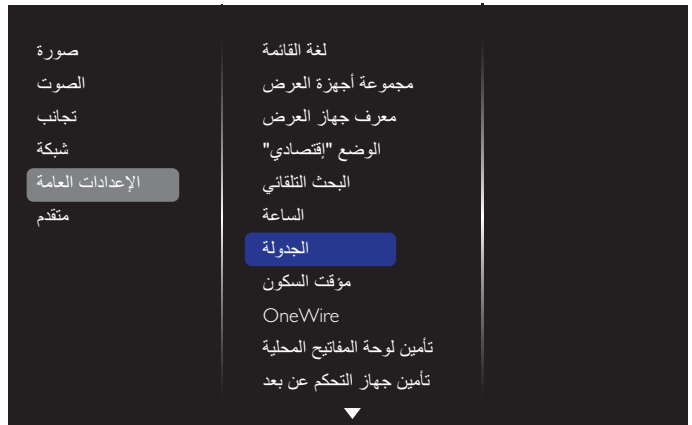 صورة
الصوت
تجانب
شبكة
الإعدادات العامة
متقدم
لغة القائمة
مجموعة أجهزة العرض
معرف جهاز العرض
الوضع "إقتصادي"
البحث التلقائي
الساعة
الجدولة
مؤقت السكون
OneWire
تأمين لوحة المفاتيح المحلية
تأمين جهاز التحكم عن بعد